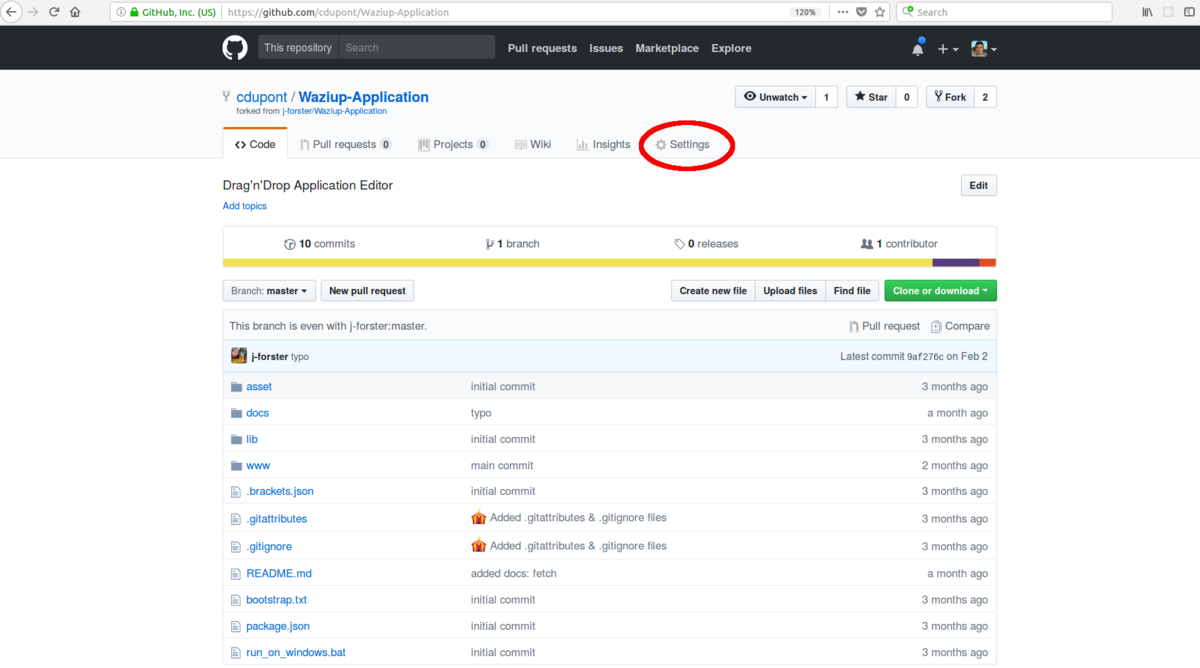 GitHub, Inc. (US) https://github.com/cdupont/Waziup-Application 120% Search
This repository Search Pull requests Issues Marketplace Explore
cdupont / Waziup-Application Unwatch 1 Star 0 Fork 2
forked from j-forster/Waziup-Application
Code Pull requests 0 Projects 0 Wiki Insights Settings
Drag'n'Drop Application Editor Edit
Add topics
10 commits 1 branch 0 releases 1 contributor
Branch: master New pull request Create new file Upload files Find file Clone or download
This branch is even with j-forster:master. Pull request Compare
j-forster typo Latest commit 9af276c on Feb 2
asset initial commit 3 months ago
docs typo a month ago
lib initial commit 3 months ago
www main commit 2 months ago
.brackets.json initial commit 3 months ago
.gitattributes Added .gitattributes & .gitignore files 3 months ago
.gitignore Added .gitattributes & .gitignore files 3 months ago
README.md added docs: fetch a month ago
bootstrap.txt initial commit 3 months ago
package.json initial commit 3 months ago
run_on_windows.bat initial commit 3 months ago